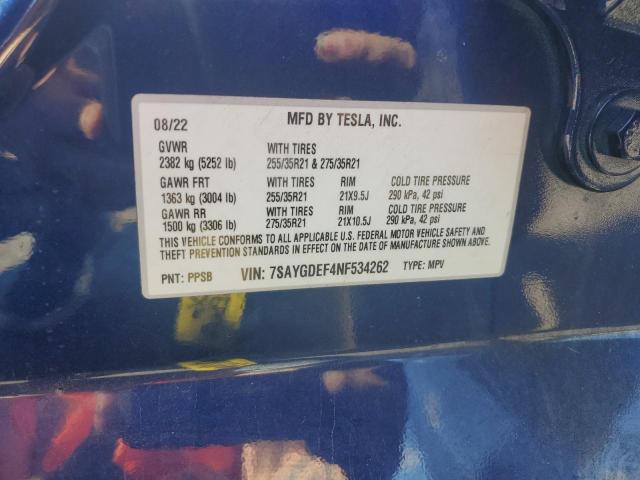 08/22 MFD BY TESLA, INC.
GVWR WITH TIRES
2382 kg (5252 lb) 255/35R21 & 275/35R21
GAWR FRT WITH TIRES RIM COLD TIRE PRESSURE
1363 kg (3004 lb) 255/35R21 21X9.5J 290 kPa, 42 psi
GAWR RR WITH TIRES RIM COLD TIRE PRESSURE
1500 kg (3306 lb) 275/35R21 21X10.5J 290 kPa, 42 psi
THIS VEHICLE CONFORMS TO ALL APPLICABLE U.S. FEDERAL MOTOR VEHICLE SAFETY AND
THEFT PREVENTION STANDARDS IN EFFECT ON THE DATE OF MANUFACTURE SHOWN ABOVE.
PNT: PPSB VIN: 7SAYGDEF4NF534262 TYPE: MPV